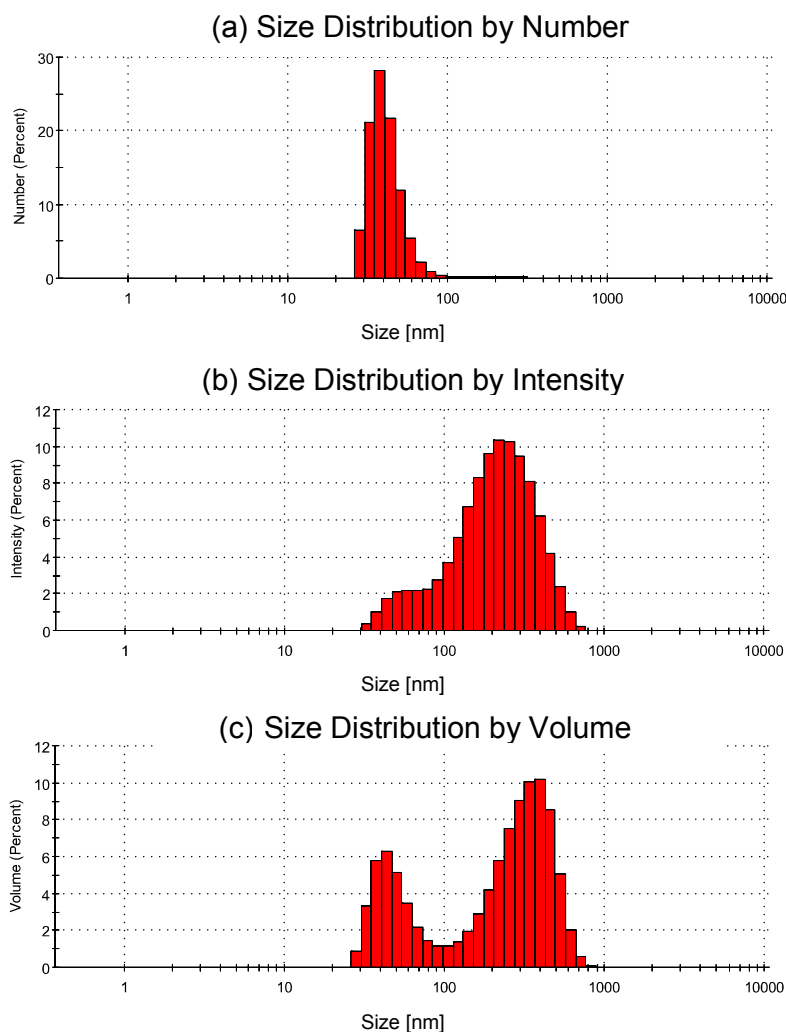 (a) Size Distribution by Number
30
20
10
0
Number (Percent)
1 10 100 1000 10000
Size [nm]
(b) Size Distribution by Intensity
12
10
8
6
4
2
0
Intensity (Percent)
1 10 100 1000 10000
Size [nm]
(c) Size Distribution by Volume
12
10
8
6
4
2
0
Volume (Percent)
1 10 100 1000 10000
Size [nm]